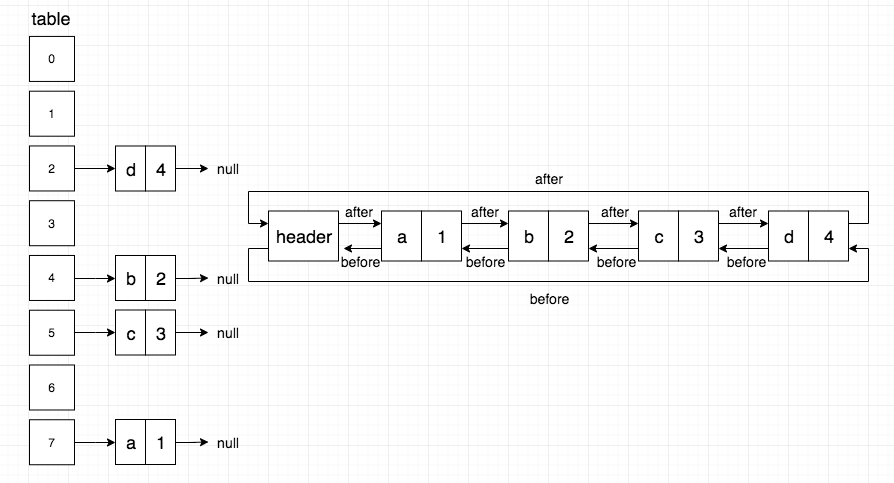 table
0
1
2
d 4
null
3
4
b 2
null
5
c 3
null
6
7
a 1
null
after
after
after
after
after
header
a 1
b 2
c 3
d 4
before
before
before
before
before